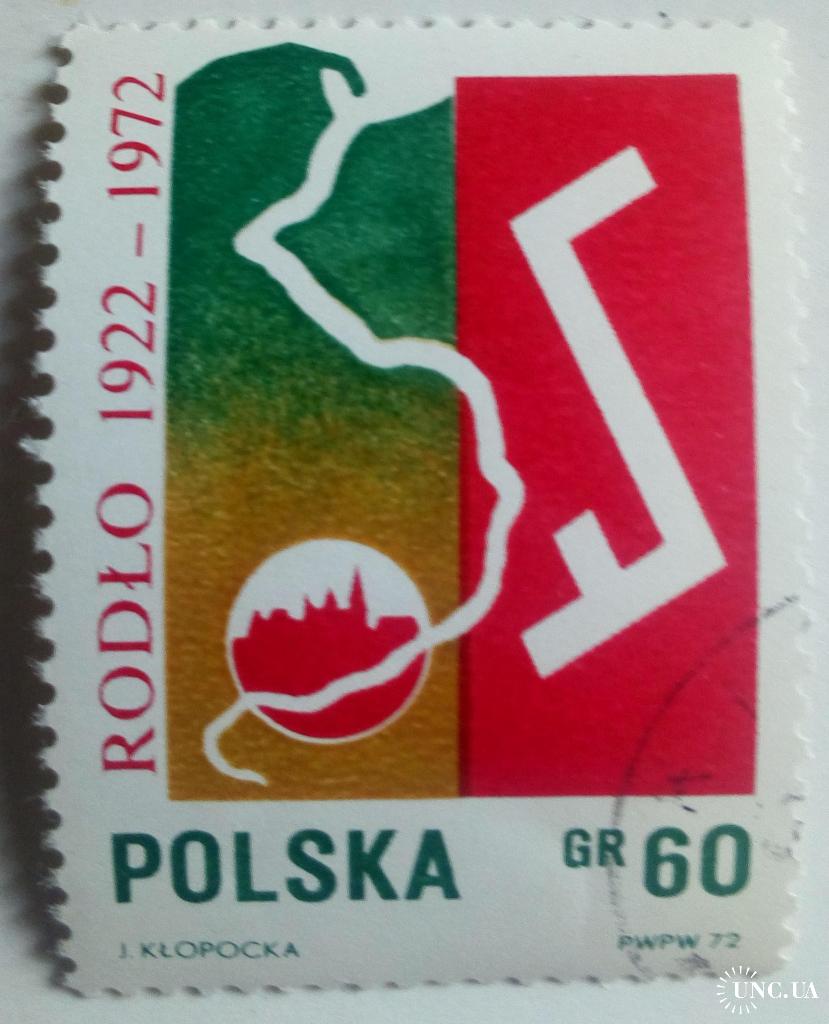 RODŁO 1922 – 1972
POLSKA GR 60
J. KŁOPOCKA PWPW 72
UNC.UA